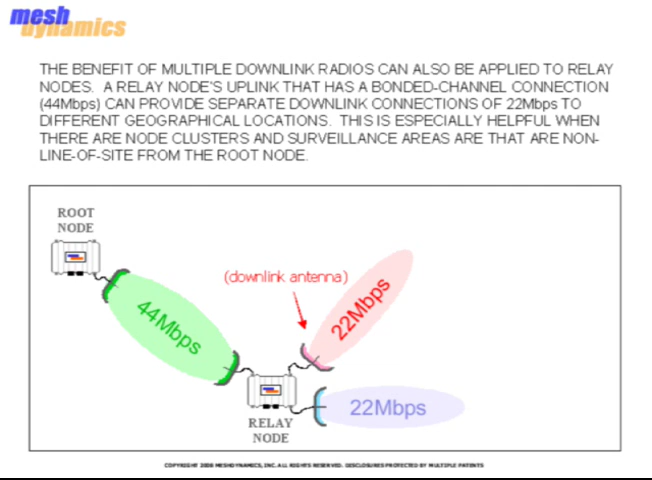 mesh
dynamics
THE BENEFIT OF MULTIPLE DOWNLINK RADIOS CAN ALSO BE APPLIED TO RELAY
NODES. A RELAY NODE'S UPLINK THAT HAS A BONDED-CHANNEL CONNECTION
(44Mbps) CAN PROVIDE SEPARATE DOWNLINK CONNECTIONS OF 22Mbps TO
DIFFERENT GEOGRAPHICAL LOCATIONS. THIS IS ESPECIALLY HELPFUL WHEN
THERE ARE NODE CLUSTERS AND SURVEILLANCE AREAS ARE THAT ARE NON-
LINE-OF-SITE FROM THE ROOT NODE.
ROOT
NODE
(downlink antenna)
44Mbps
22Mbps
22Mbps
RELAY
NODE
COPYRIGHT 2008 MESHDYNAMICS, INC. ALL RIGHTS RESERVED. DISCLOSURES PROTECTED BY MULTIPLE PATENTS